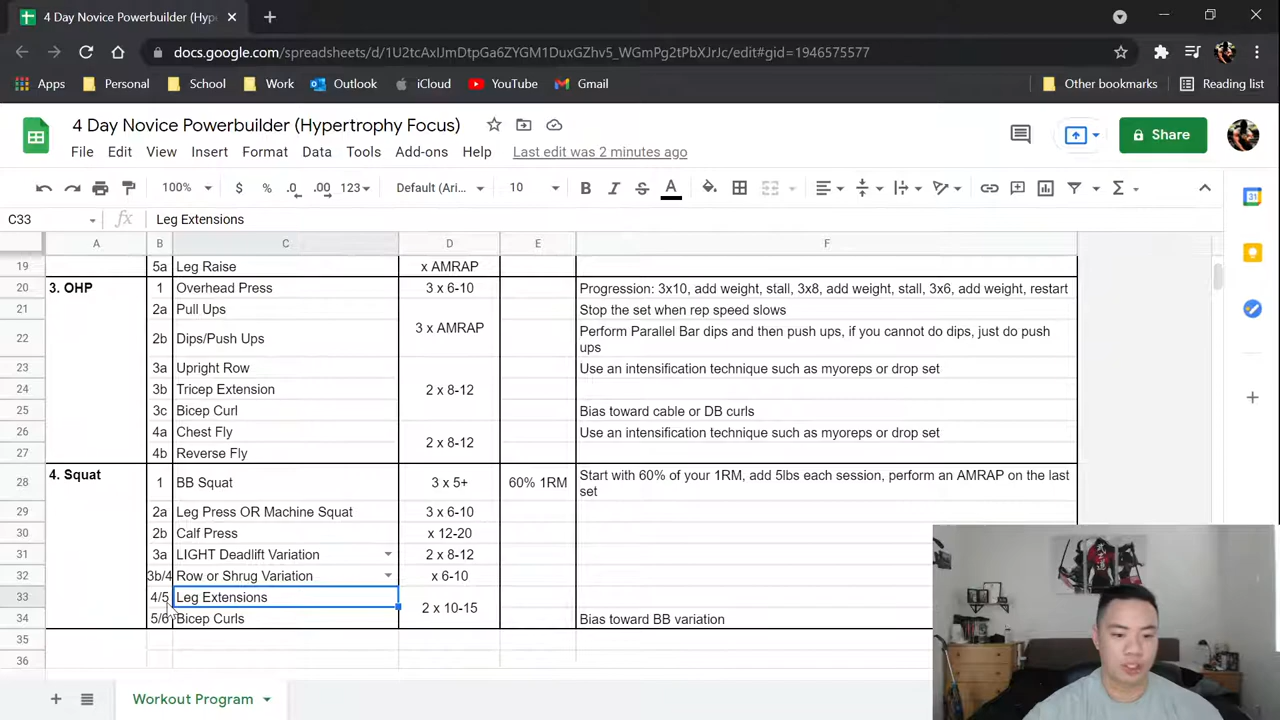 4 Day Novice Powerbuilder (Hyp
docs.google.com/spreadsheets/d/1U2tcAxIJmDtpGa6ZYGM1DuxGZhv5_WGmPg2tPbXJrJc/edit#gid=1946575577
Apps Personal School Work Outlook iCloud YouTube Gmail Other bookmarks Reading list
4 Day Novice Powerbuilder (Hypertrophy Focus)
Share
File Edit View Insert Format Data Tools Add-ons Help Last edit was 2 minutes ago
100% $ % .0 .00 123 Default (Ari... 10 B I S A
C33 fx Leg Extensions
A B C D E F
19 5a Leg Raise x AMRAP
20 3. OHP 1 Overhead Press 3 x 6-10 Progression: 3x10, add weight, stall, 3x8, add weight, stall, 3x6, add weight, restart
21 2a Pull Ups Stop the set when rep speed slows
3 x AMRAP
22 2b Dips/Push Ups Perform Parallel Bar dips and then push ups, if you cannot do dips, just do push
ups
23 3a Upright Row Use an intensification technique such as myoreps or drop set
24 3b Tricep Extension 2 x 8-12
25 3c Bicep Curl Bias toward cable or DB curls
26 4a Chest Fly Use an intensification technique such as myoreps or drop set
2 x 8-12
27 4b Reverse Fly
28 4. Squat 1 BB Squat 3 x 5+ 60% 1RM Start with 60% of your 1RM, add 5lbs each session, perform an AMRAP on the last
set
29 2a Leg Press OR Machine Squat 3 x 6-10
30 2b Calf Press x 12-20
31 3a LIGHT Deadlift Variation 2 x 8-12
32 3b/4 Row or Shrug Variation x 6-10
33 4/5 Leg Extensions
2 x 10-15
34 5/6 Bicep Curls Bias toward BB variation
35
36
Workout Program